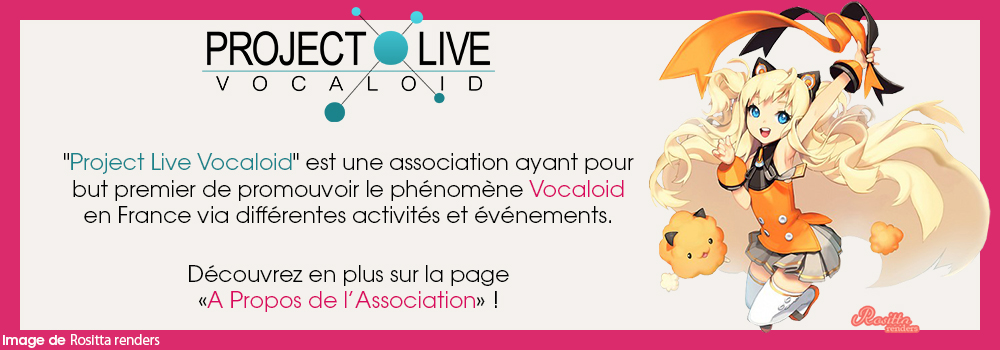 PROJECT LIVE
VOCALOID
"Project Live Vocaloid" est une association ayant pour
but premier de promouvoir le phénomène Vocaloid
en France via différentes activités et événements.
Découvrez en plus sur la page
«A Propos de l'Association» !
Rositta
renders
Image de Rositta renders